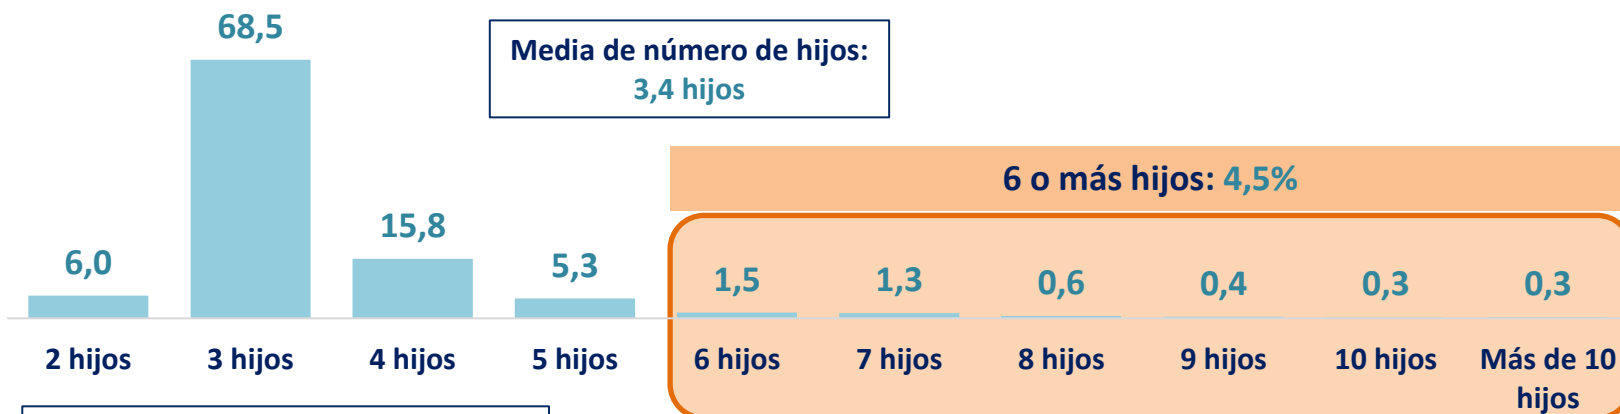 68,5
Media de número de hijos:
3,4 hijos
6 o más hijos: 4,5%
6,0
15,8
5,3
1,5
1,3
0,6
0,4
0,3
0,3
2 hijos
3 hijos
4 hijos
5 hijos
6 hijos
7 hijos
8 hijos
9 hijos
10 hijos
Más de 10
hijos